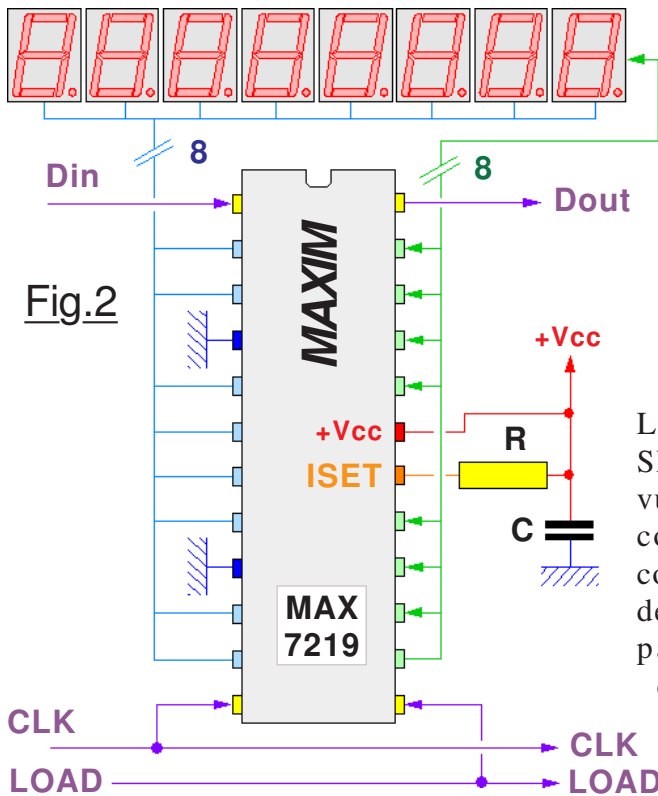 8
8
Din
Dout
MAXIM
Fig.2
+Vcc
+Vcc
R
ISET
C
MAX
7219
CLK
CLK
LOAD
LOAD